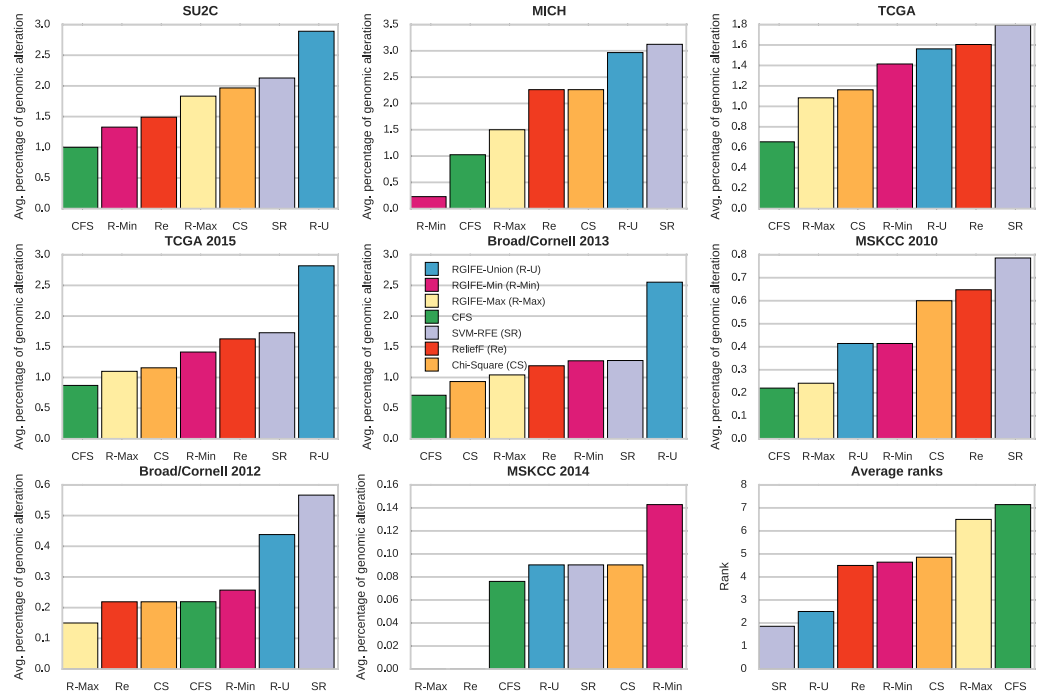 SU2C
Avg. percentage of genomic alteration
3.0
2.5
2.0
1.5
1.0
0.5
0.0
CFS R-Min Re R-Max CS SR R-U
MICH
Avg. percentage of genomic alteration
3.5
3.0
2.5
2.0
1.5
1.0
0.5
0.0
R-Min CFS R-Max Re CS R-U SR
TCGA
Avg. percentage of genomic alteration
1.8
1.6
1.4
1.2
1.0
0.8
0.6
0.4
0.2
0.0
CFS R-Max CS R-Min R-U Re SR
TCGA 2015
Avg. percentage of genomic alteration
3.0
2.5
2.0
1.5
1.0
0.5
0.0
CFS R-Max CS R-Min Re SR R-U
Broad/Cornell 2013
Avg. percentage of genomic alteration
3.0
2.5
2.0
1.5
1.0
0.5
0.0
RGIFE-Union (R-U)
RGIFE-Min (R-Min)
RGIFE-Max (R-Max)
CFS
SVM-RFE (SR)
ReliefF (Re)
Chi-Square (CS)
CFS CS R-Max Re R-Min SR R-U
MSKCC 2010
Avg. percentage of genomic alteration
0.8
0.7
0.6
0.5
0.4
0.3
0.2
0.1
0.0
CFS R-Max R-U R-Min CS Re SR
Broad/Cornell 2012
Avg. percentage of genomic alteration
0.6
0.5
0.4
0.3
0.2
0.1
0.0
R-Max Re CS CFS R-Min R-U SR
MSKCC 2014
Avg. percentage of genomic alteration
0.16
0.14
0.12
0.10
0.08
0.06
0.04
0.02
0.00
R-Max Re CFS R-U SR CS R-Min
Average ranks
Rank
8
7
6
5
4
3
2
1
0
SR R-U Re R-Min CS R-Max CFS